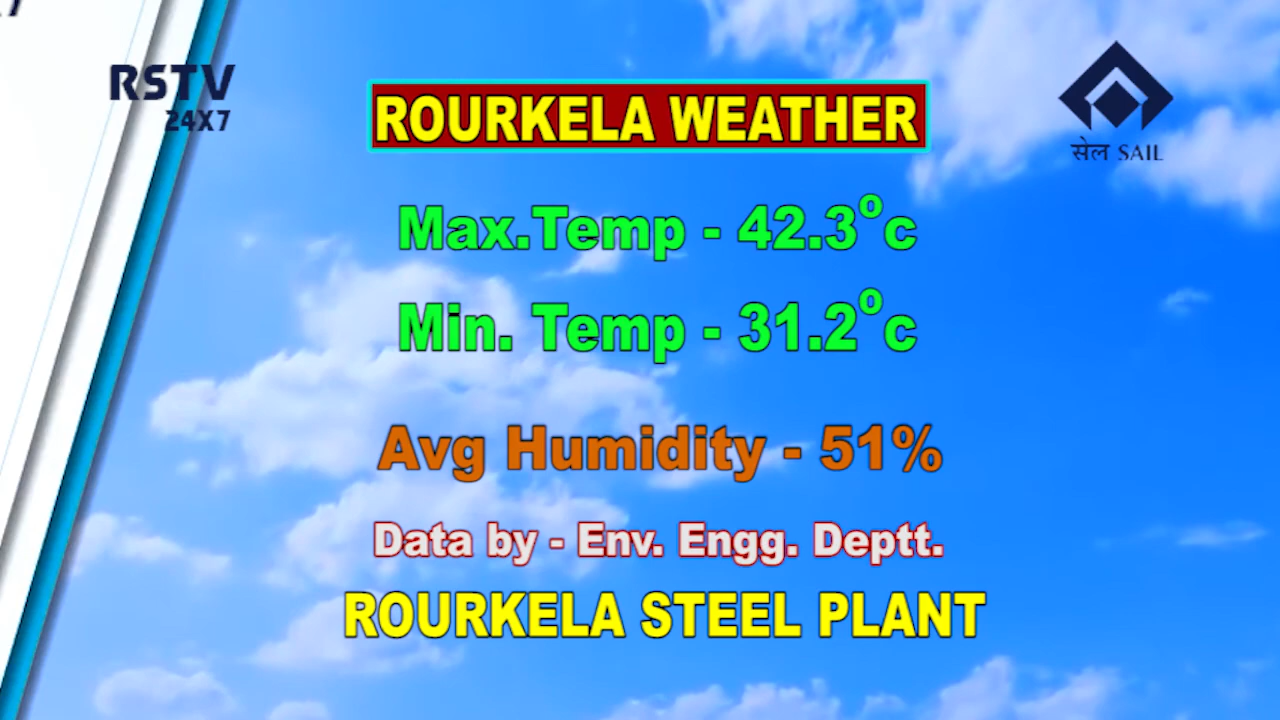 RSTV
24X7
ROURKELA WEATHER
सेल SAIL
Max.Temp - 42.3°c
Min. Temp - 31.2°c
Avg Humidity - 51%
Data by - Env. Engg. Deptt.
ROURKELA STEEL PLANT